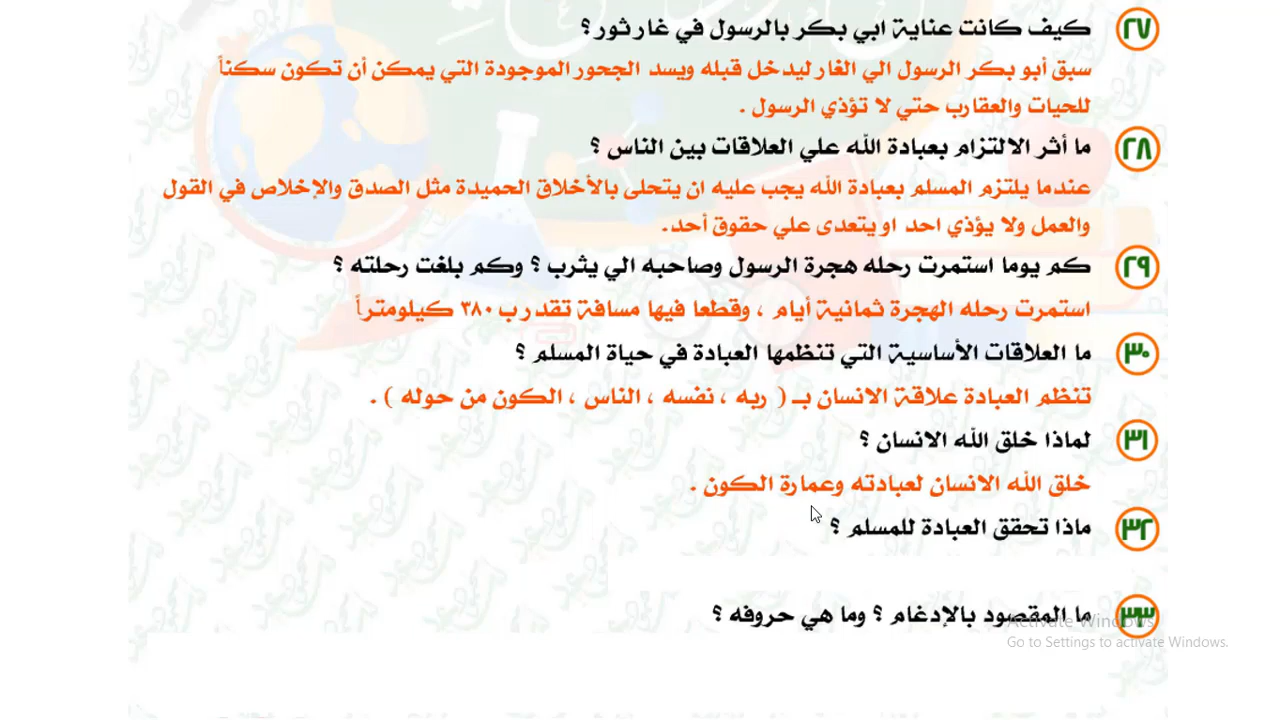 ٢٧ كيف كانت عناية ابي بكر بالرسول في غار ثور ؟
سبق أبو بكر الرسول الي الغار ليدخل قبله ويسد الجحور الموجودة التي يمكن أن تكون سكناً
للحيات والعقارب حتي لا تؤذي الرسول .
٢٨ ما أثر الالتزام بعبادة الله علي العلاقات بين الناس ؟
عندما يلتزم المسلم بعبادة الله يجب عليه ان يتحلى بالأخلاق الحميدة مثل الصدق والإخلاص في القول
والعمل ولا يؤذي احد او يتعدى علي حقوق أحد.
٢٩ كم يوما استمرت رحله هجرة الرسول وصاحبه الي يثرب ؟ وكم بلغت رحلته ؟
استمرت رحله الهجرة ثمانية أيام ، وقطعا فيها مسافة تقدر ب ٣٨٠ كيلومتراً
٣٠ ما العلاقات الأساسية التي تنظمها العبادة في حياة المسلم ؟
تنظم العبادة علاقة الانسان بـ ( ربه ، نفسه ، الناس ، الكون من حوله ) .
٣١ لماذا خلق الله الانسان ؟
خلق الله الانسان لعبادته وعمارة الكون .
٣٢ ماذا تحقق العبادة للمسلم ؟
٣٣ ما المقصود بالإدغام ؟ وما هي حروفه ؟
Activate Windows
Go to Settings to activate Windows.